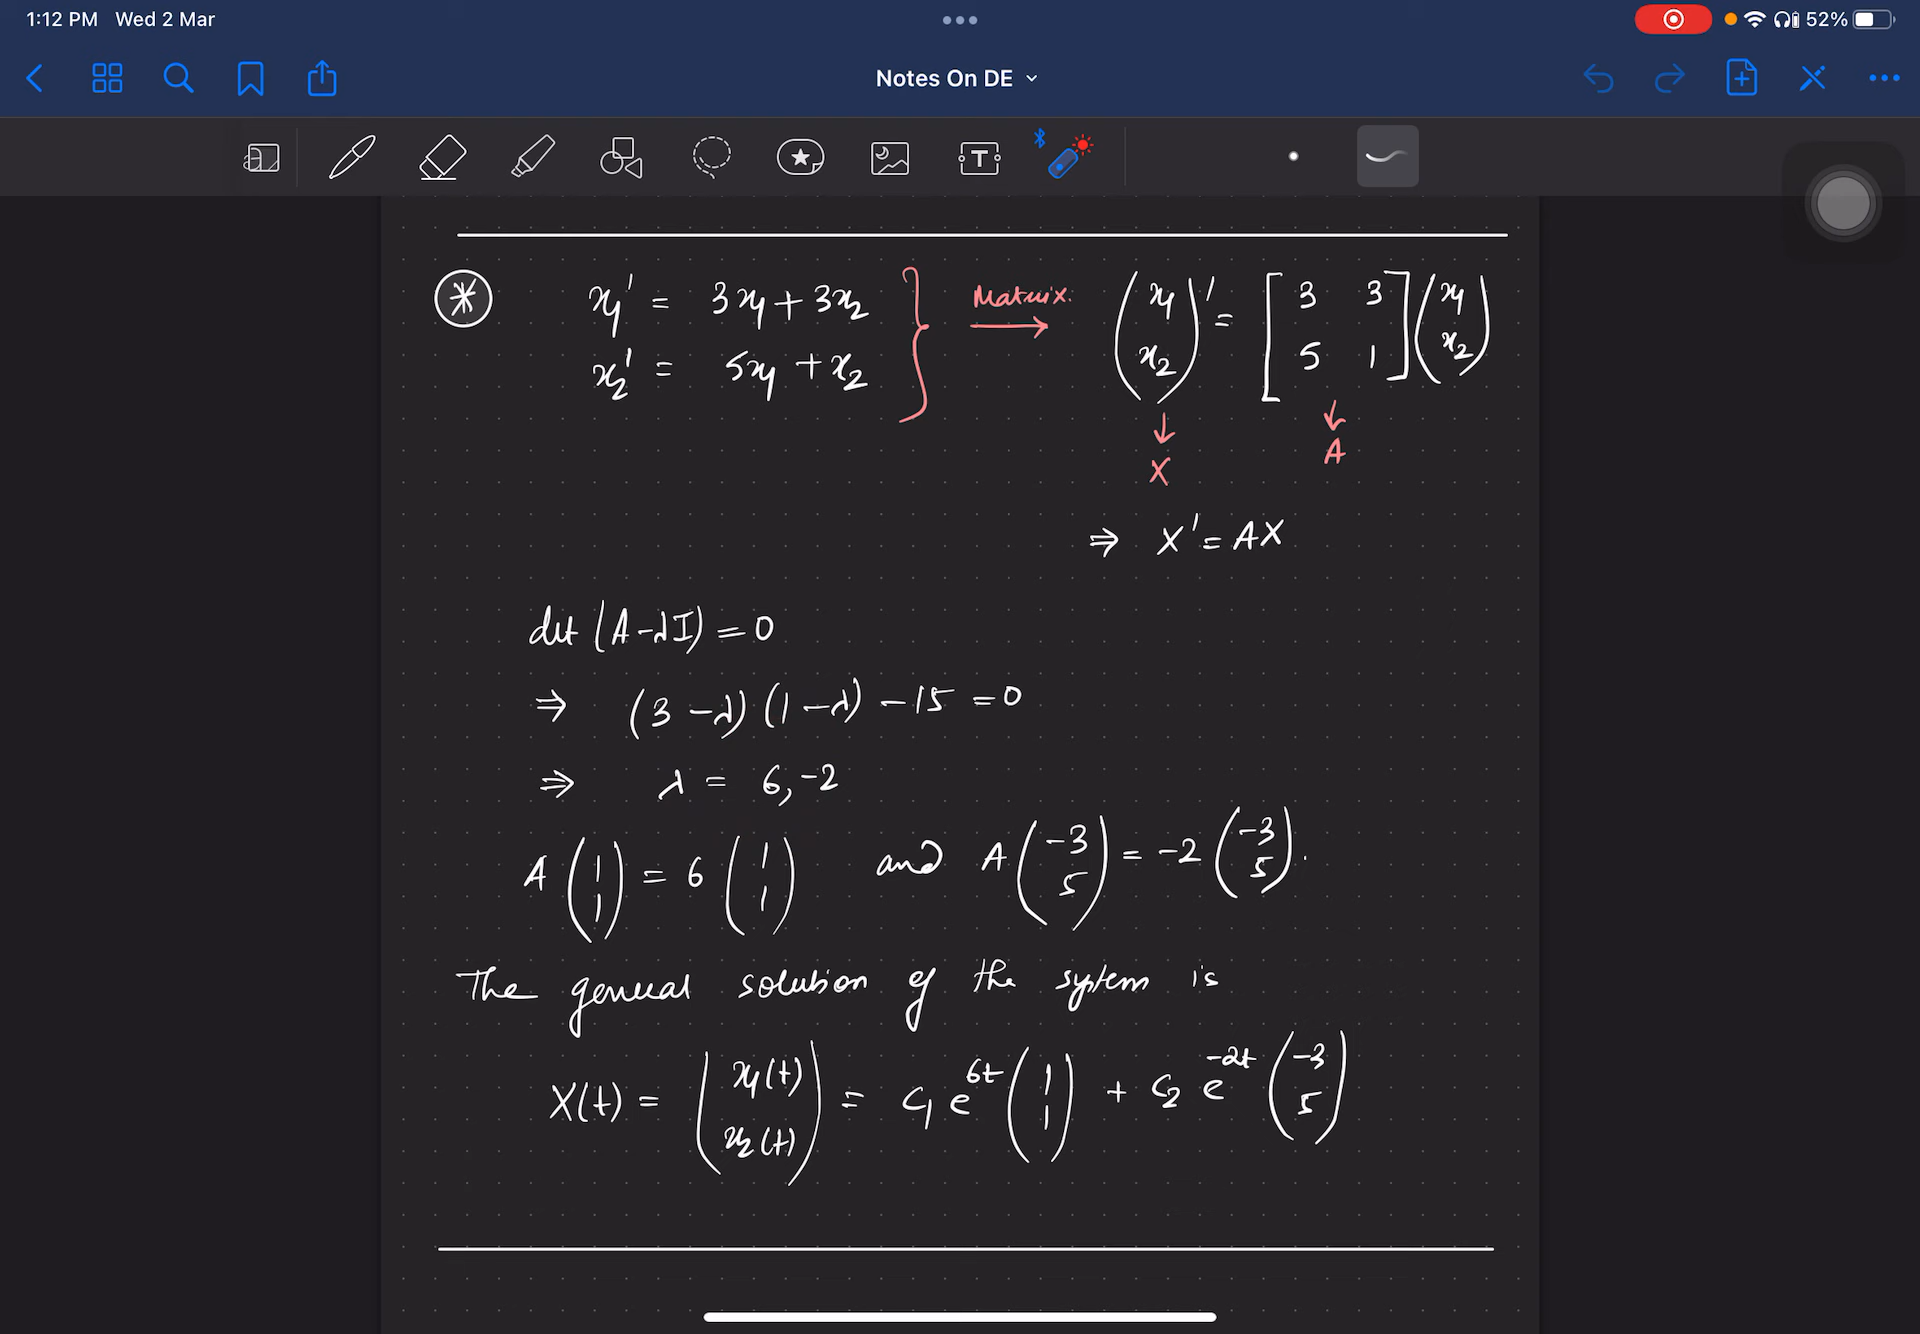 1:12 PM Wed 2 Mar 52%
Notes On DE
T
* x₁' = 3x₁ + 3x₂ } Matrix. → (x₁ x₂)' = [3 3; 5 1] (x₁ x₂)
x₂' = 5x₁ + x₂
↓ X ↓ A
⇒ X' = AX
det (A-λI) = 0
⇒ (3-λ)(1-λ) - 15 = 0
⇒ λ = 6, -2
A (1 1) = 6 (1 1) and A (-3 5) = -2 (-3 5).
The general solution of the system is
X(t) = (x₁(t) x₂(t)) = c₁ e^{6t} (1 1) + c₂ e^{-2t} (-3 5)